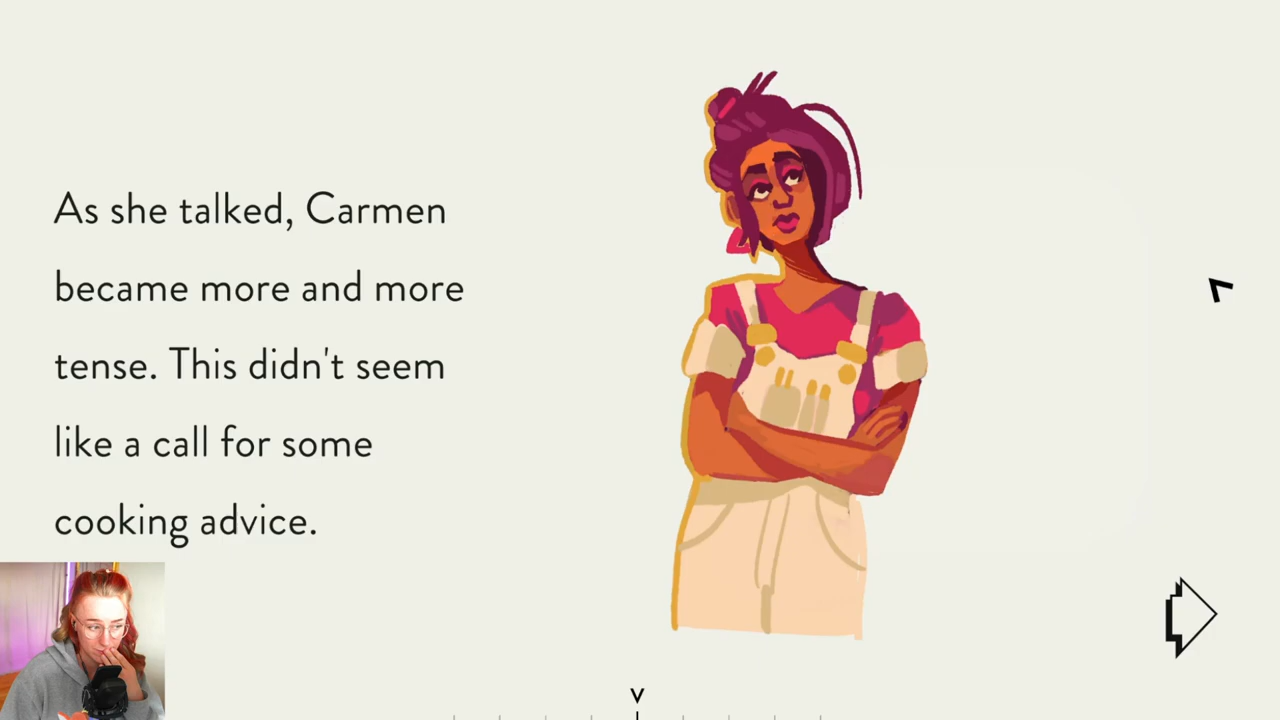 As she talked, Carmen
became more and more
tense. This didn't seem
like a call for some
cooking advice.